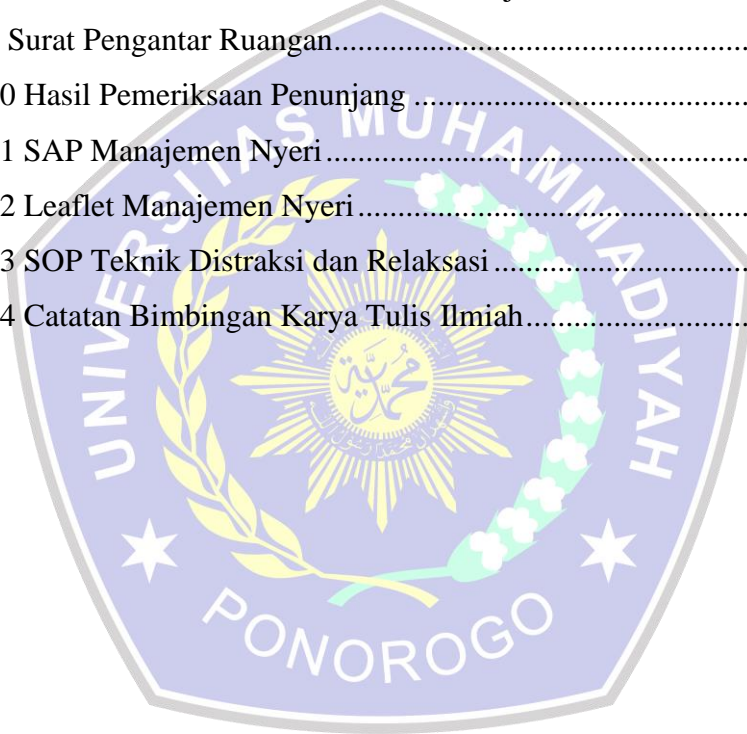 Surat Pengantar Ruangan
0 Hasil Pemeriksaan Penunjang
1 SAP Manajemen Nyeri
2 Leaflet Manajemen Nyeri
3 SOP Teknik Distraksi dan Relaksasi
4 Catatan Bimbingan Karya Tulis Ilmiah
UNIVERSITAS MUHAMMADIYAH
PONOROGO